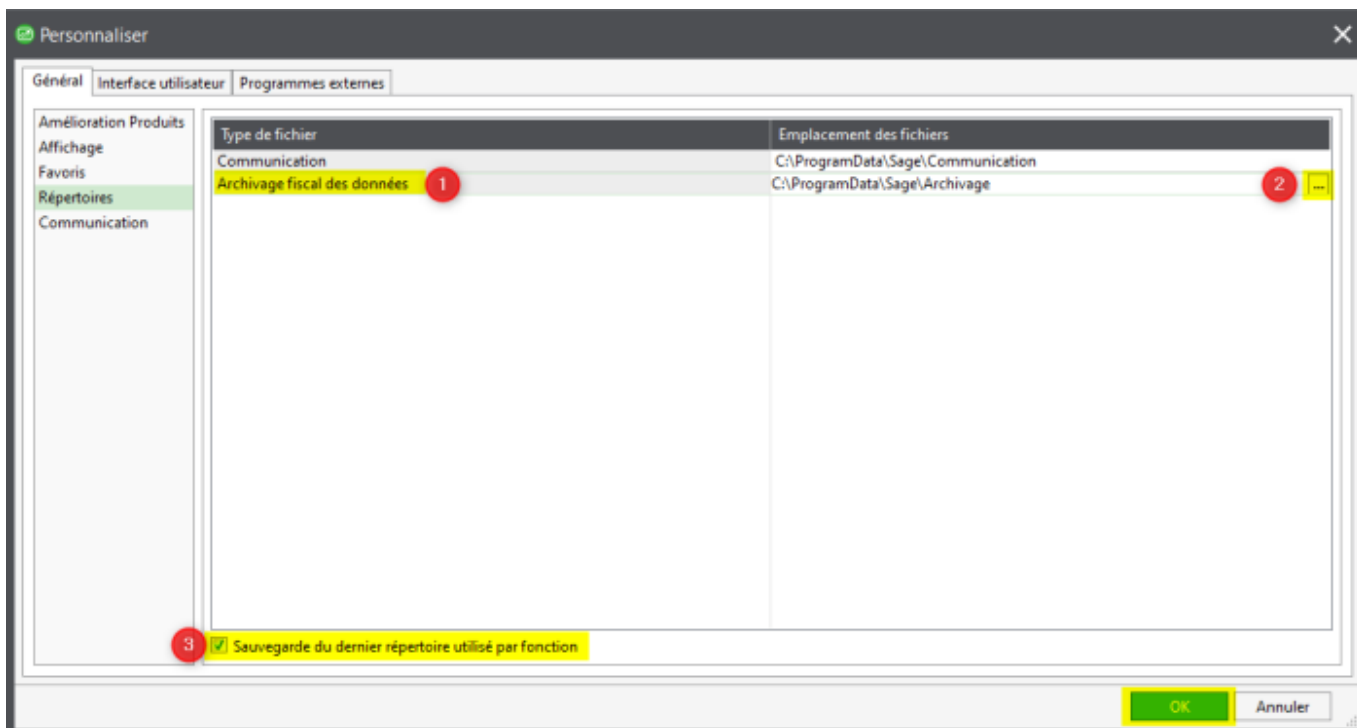 Personnaliser
Général Interface utilisateur Programmes externes
Amélioration Produits
Affichage
Favoris
Répertoires
Communication
Type de fichier Emplacement des fichiers
Communication C:\ProgramData\Sage\Communication
Archivage fiscal des données 1 C:\ProgramData\Sage\Archivage 2 ...
3 Sauvegarde du dernier répertoire utilisé par fonction
OK Annuler